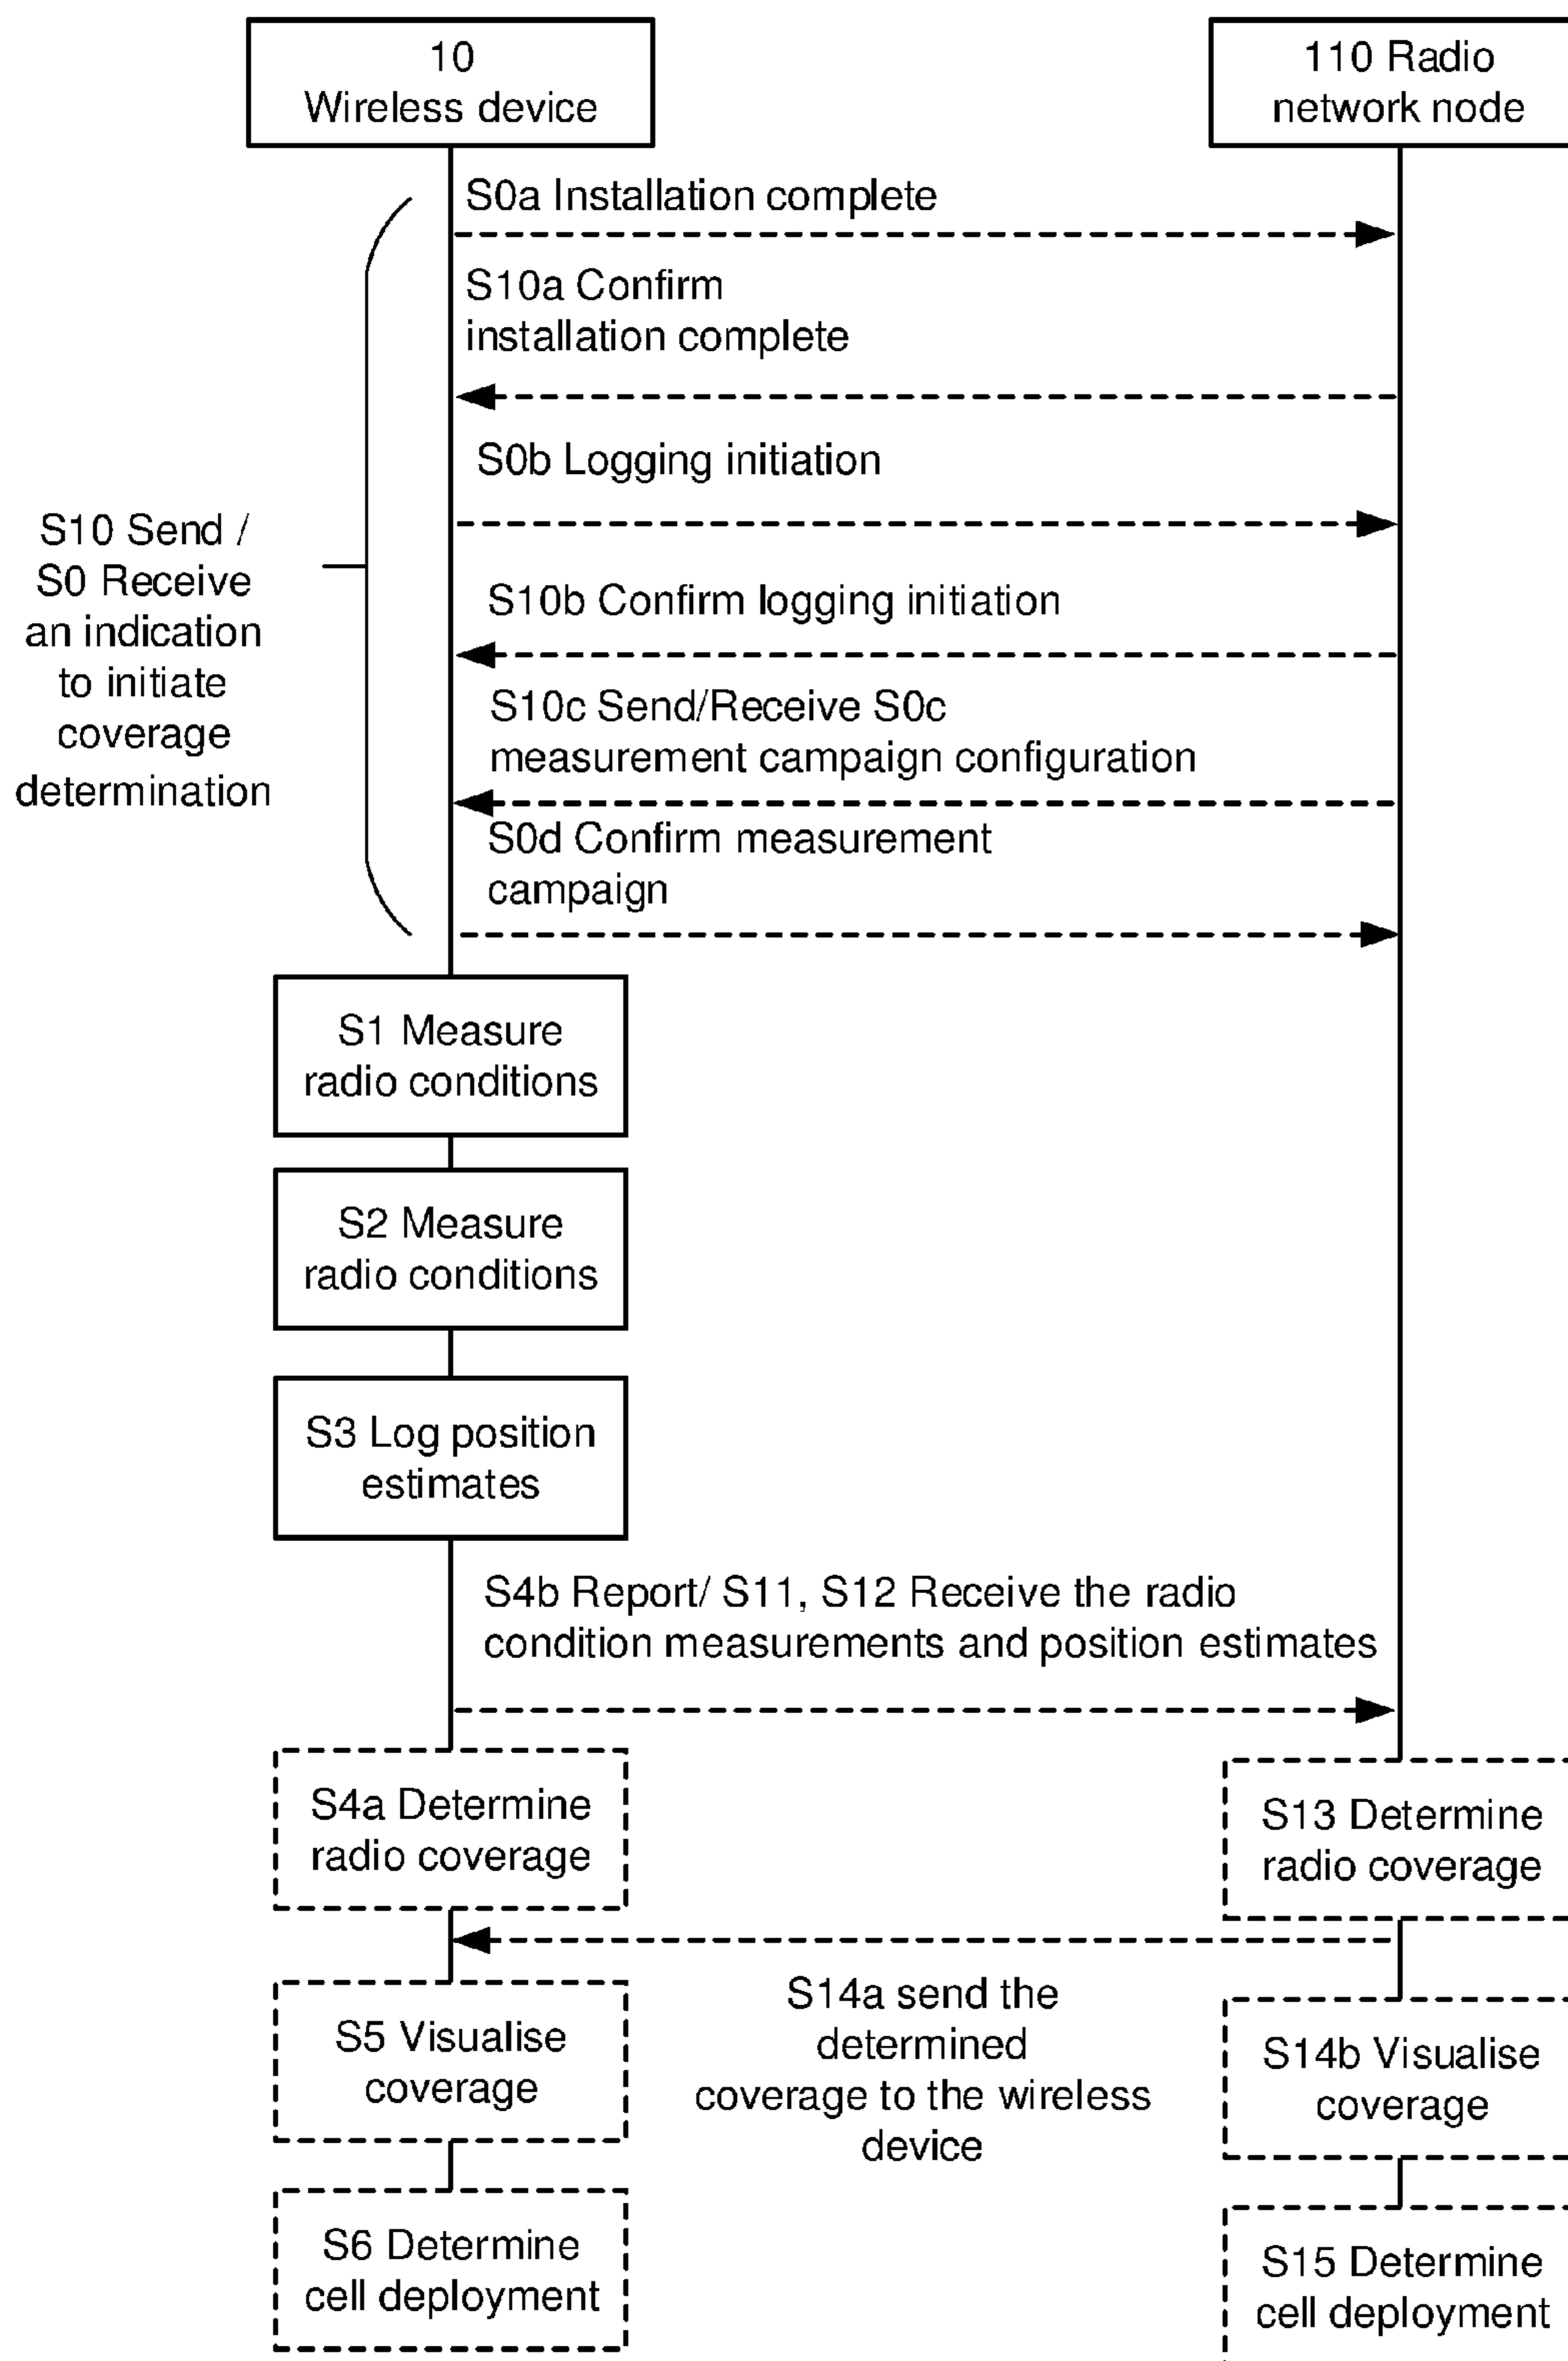 10
Wireless device
110 Radio
network node
S0a Installation complete
S10a Confirm
installation complete
S0b Logging initiation
S10 Send /
S0 Receive
an indication
to initiate
coverage
determination
S10b Confirm logging initiation
S10c Send/Receive S0c
measurement campaign configuration
S0d Confirm measurement
campaign
S1 Measure
radio conditions
S2 Measure
radio conditions
S3 Log position
estimates
S4b Report/ S11, S12 Receive the radio
condition measurements and position estimates
S4a Determine
radio coverage
S13 Determine
radio coverage
S14a send the
determined
coverage to the wireless
device
S5 Visualise
coverage
S14b Visualise
coverage
S6 Determine
cell deployment
S15 Determine
cell deployment